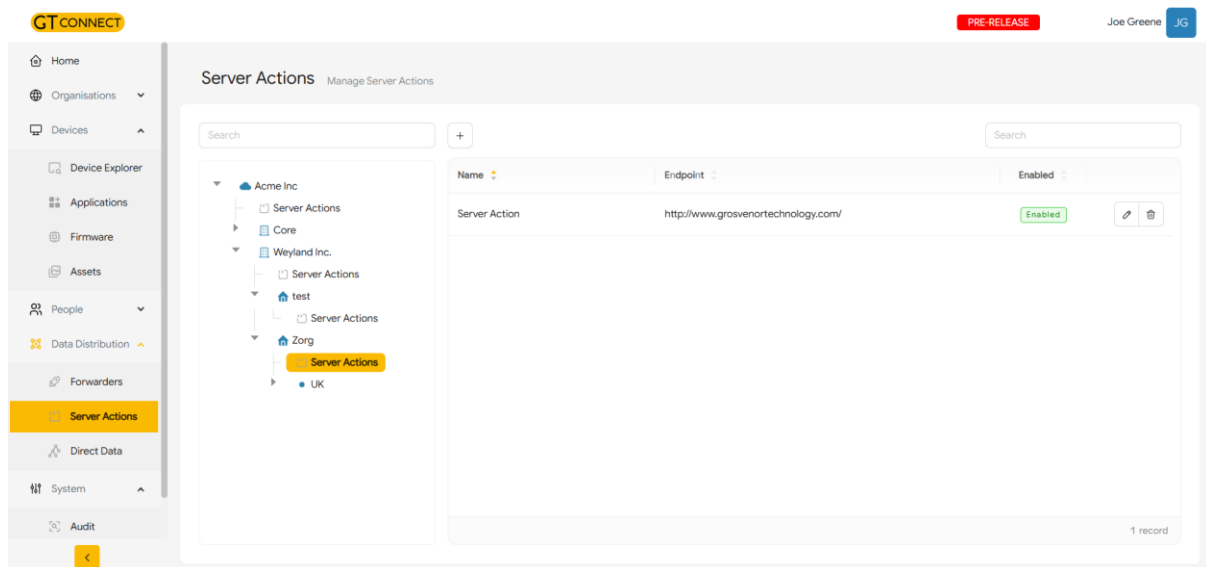 GT CONNECT
PRE-RELEASE
Joe Greene
JG
Home
Organisations
Devices
Device Explorer
Applications
Firmware
Assets
People
Data Distribution
Forwarders
Server Actions
Direct Data
System
Audit
Server Actions Manage Server Actions
Search
Acme Inc
Server Actions
Core
Weyland Inc.
Server Actions
test
Server Actions
Zorg
Server Actions
UK
+
Search
Name Endpoint Enabled
Server Action http://www.grosvenortechnology.com/ Enabled
1 record